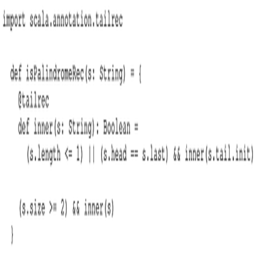 import scala.annotation.tailrec

def isPalindromeRec(s: String) = {
  @tailrec
  def inner(s: String): Boolean =
    (s.length <= 1) || (s.head == s.last) && inner(s.tail.init)

  (s.size >= 2) && inner(s)
}